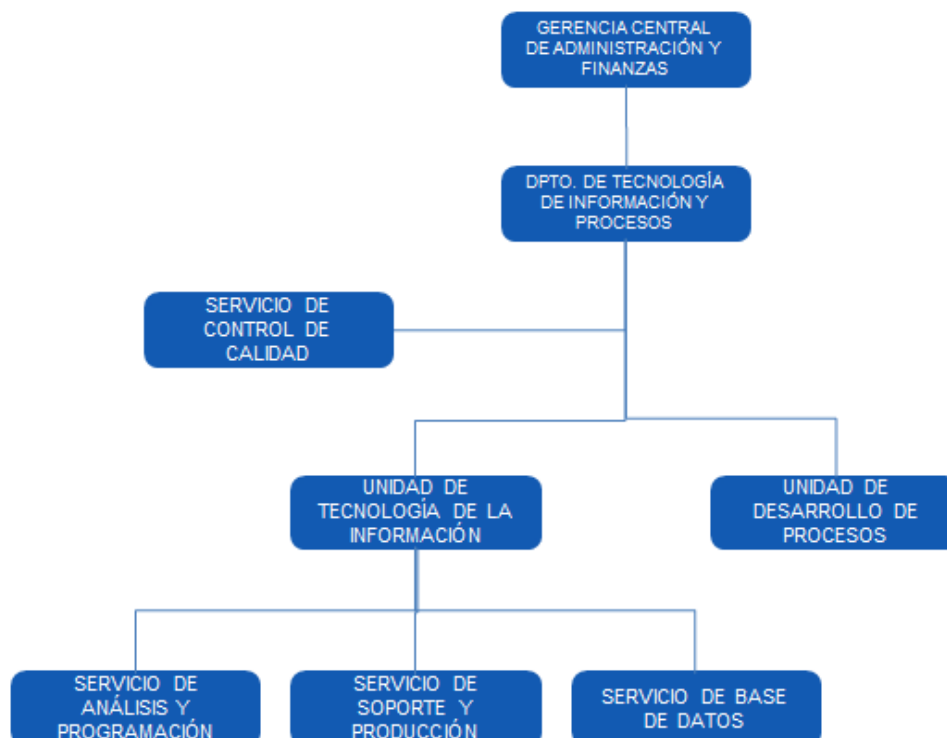 GERENCIA CENTRAL
DE ADMINISTRACIÓN Y
FINANZAS
DPTO. DE TECNOLOGÍA
DE INFORMACIÓN Y
PROCESOS
SERVICIO DE
CONTROL DE
CALIDAD
UNIDAD DE
TECNOLOGÍA DE LA
INFORMACIÓN
UNIDAD DE
DESARROLLO DE
PROCESOS
SERVICIO DE
ANÁLISIS Y
PROGRAMACIÓN
SERVICIO DE
SOPORTE Y
PRODUCCIÓN
SERVICIO DE BASE
DE DATOS